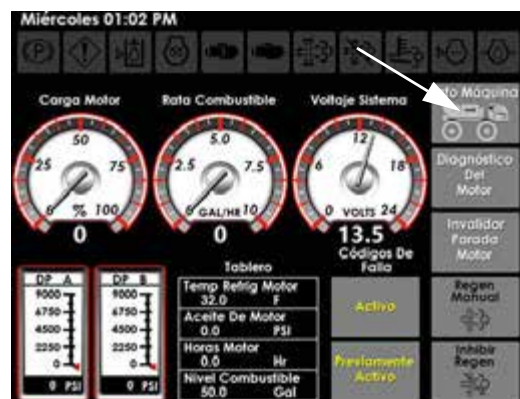 Miércoles 01:02 PM
Máquina
Carga Motor
Rata Combustible
Voltaje Sistema
50
25
75
0
% 100
0
5.0
2.5
7.5
0
GAL/HR 10
0
12
6
18
0 VOLTS 24
13.5
Diagnóstico
Del
Motor
Invalidor
Parada
Motor
Regen
Manual
Inhibir
Regen
Códigos De
Falla
Activo
Previamente
Activo
Tablero
Temp Refrig Motor
32.0 F
Aceite De Motor
0.0 PSI
Horas Motor
0.0 Hr
Nivel Combustible
50.0 Gal
DP A
9000
6750
4500
2250
0
0 PSI
DP B
9000
6750
4500
2250
0
0 PSI